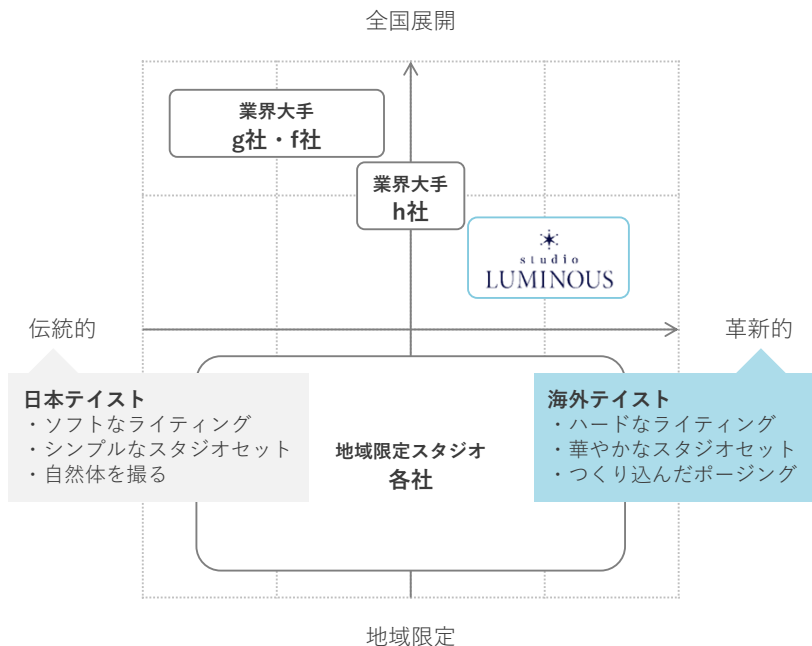 全国展開
業界大手
g社・f社
業界大手
h社
studio
LUMINOUS
伝統的
革新的
日本テイスト
・ソフトなライティング
・シンプルなスタジオセット
・自然体を撮る
地域限定スタジオ
各社
海外テイスト
・ハードなライティング
・華やかなスタジオセット
・つくり込んだポージング
地域限定